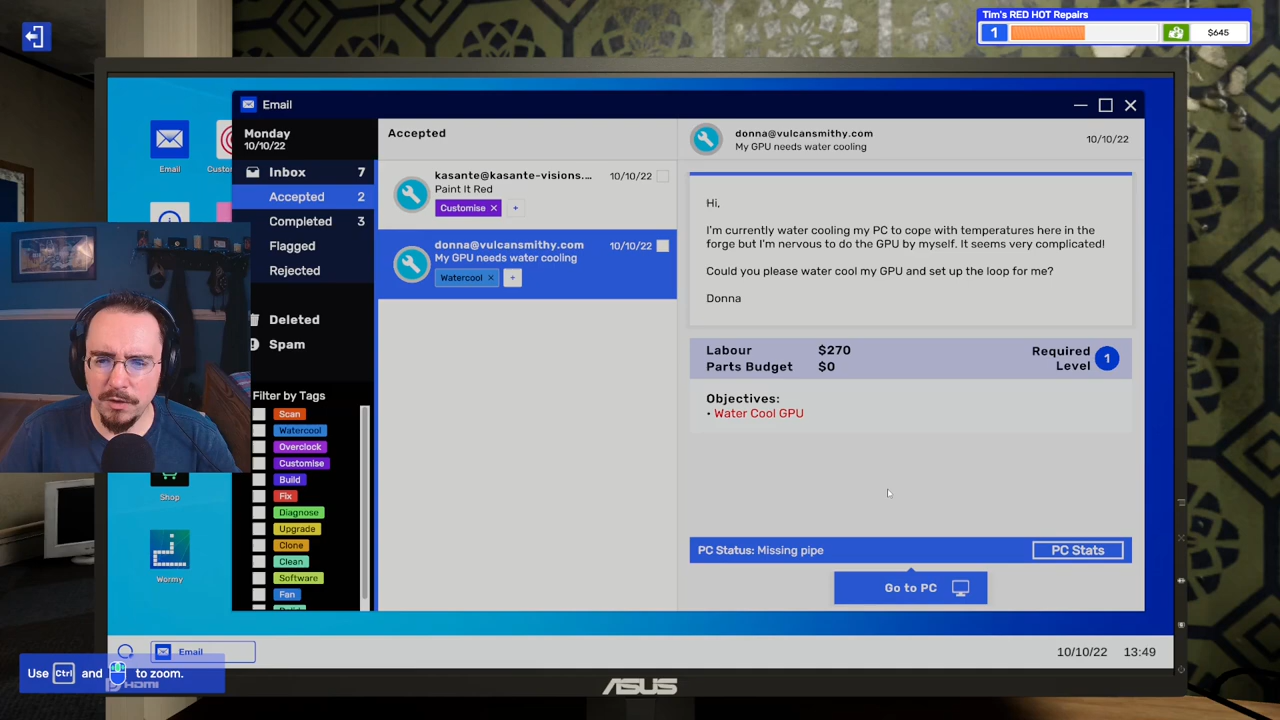 Tim's RED HOT Repairs
1
$645
Email
Monday
10/10/22
Inbox 7
Accepted 2
Completed 3
Flagged
Rejected
Deleted
Spam
Filter by Tags
Scan
Watercool
Overclock
Customise
Build
Fix
Diagnose
Upgrade
Clone
Clean
Software
Fan
Accepted
kasante@kasante-visions.... 10/10/22
Paint It Red
Customise × +
donna@vulcansmithy.com 10/10/22
My GPU needs water cooling
Watercool × +
donna@vulcansmithy.com
My GPU needs water cooling
10/10/22
Hi,
I'm currently water cooling my PC to cope with temperatures here in the
forge but I'm nervous to do the GPU by myself. It seems very complicated!
Could you please water cool my GPU and set up the loop for me?
Donna
Labour $270
Parts Budget $0
Required
Level 1
Objectives:
• Water Cool GPU
PC Status: Missing pipe
PC Stats
Go to PC
Email
Shop
Wormy
Email
10/10/22 13:49
Use Ctrl and to zoom.
HDMI
ASUS